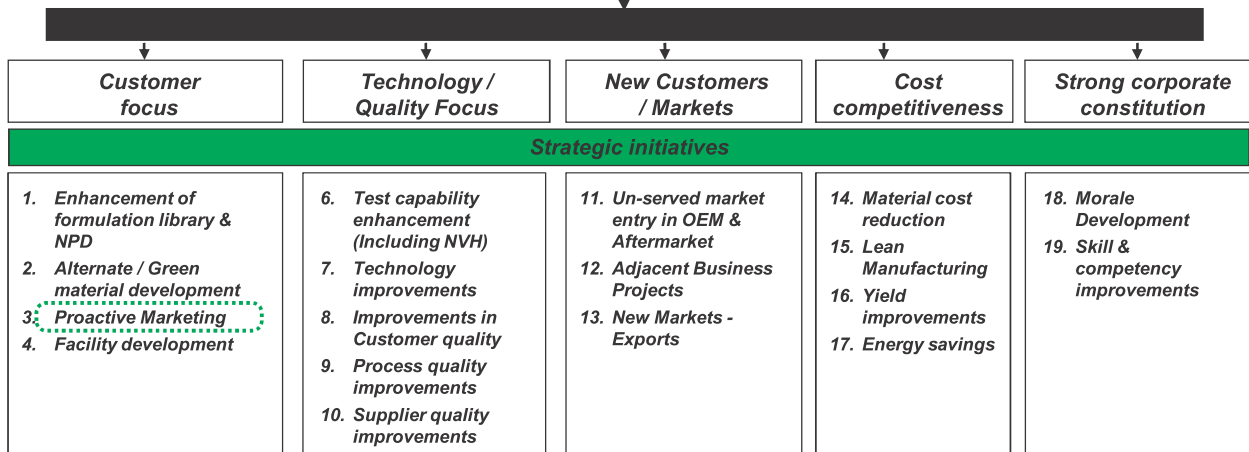 Customer
focus
Technology /
Quality Focus
New Customers
/ Markets
Cost
competitiveness
Strong corporate
constitution
Strategic initiatives
1. Enhancement of
formulation library &
NPD
2. Alternate / Green
material development
3. Proactive Marketing
4. Facility development
6. Test capability
enhancement
(Including NVH)
7. Technology
improvements
8. Improvements in
Customer quality
9. Process quality
improvements
10. Supplier quality
improvements
11. Un-served market
entry in OEM &
Aftermarket
12. Adjacent Business
Projects
13. New Markets -
Exports
14. Material cost
reduction
15. Lean
Manufacturing
16. Yield
improvements
17. Energy savings
18. Morale
Development
19. Skill &
competency
improvements